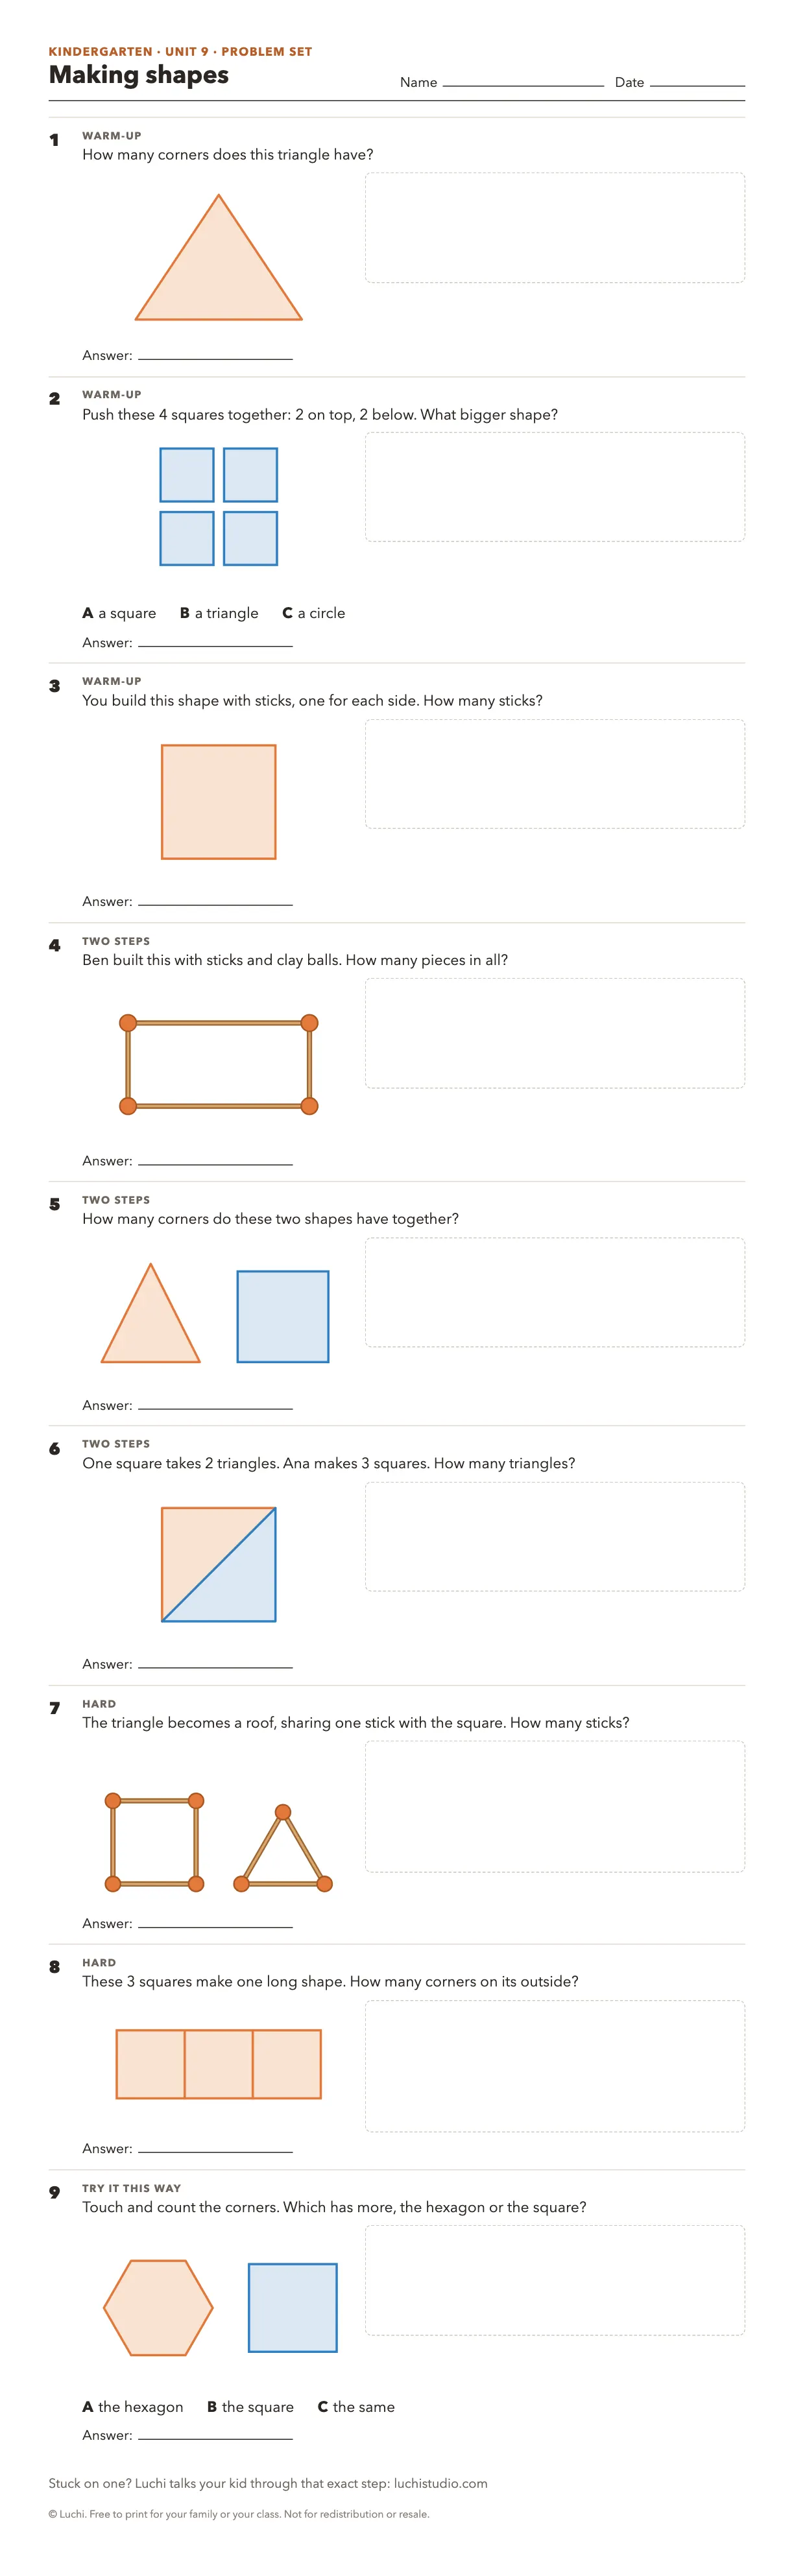 KINDERGARTEN · UNIT 9 · PROBLEM SET
Making shapes
Name Date
1 WARM-UP
How many corners does this triangle have?
Answer:
2 WARM-UP
Push these 4 squares together: 2 on top, 2 below. What bigger shape?
A a square B a triangle C a circle
Answer:
3 WARM-UP
You build this shape with sticks, one for each side. How many sticks?
Answer:
4 TWO STEPS
Ben built this with sticks and clay balls. How many pieces in all?
Answer:
5 TWO STEPS
How many corners do these two shapes have together?
Answer:
6 TWO STEPS
One square takes 2 triangles. Ana makes 3 squares. How many triangles?
Answer:
7 HARD
The triangle becomes a roof, sharing one stick with the square. How many sticks?
Answer:
8 HARD
These 3 squares make one long shape. How many corners on its outside?
Answer:
9 TRY IT THIS WAY
Touch and count the corners. Which has more, the hexagon or the square?
A the hexagon B the square C the same
Answer:
Stuck on one? Luchi talks your kid through that exact step: luchistudio.com
© Luchi. Free to print for your family or your class. Not for redistribution or resale.